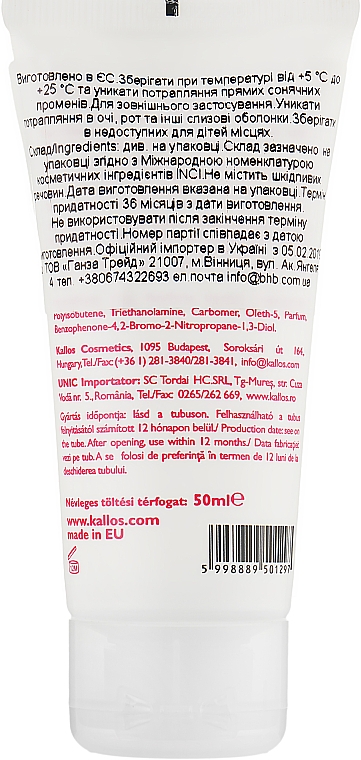 Виготовлено в ЄС.Зберігати при температурі від +5 °C до
+25 °C та уникати потрапляння прямих сонячних
променів.Для зовнішнього застосування.Уникати
потрапляння в очі, рот та інші слизові оболонки.Зберігати
в недоступних для дітей місцях.
Склад/Ingredients: див. на упаковці.Склад зазначено на
упаковці згідно з Міжнародною номенклатурою
косметичних інгредієнтів INCI.Не містить шкідливих
речовин.Дата виготовлення вказана на упаковці.Термін
придатності 36 місяців з дати виготовлення.
Не використовувати після закінчення терміну
придатності.Номер партії співпадає з датою
виготовлення.Офіційний імпортер в Україні з 05.02.2019
ТОВ "Ганза Трейд" 21007, м.Вінниця, вул. Ак. Янгеля
4 тел.+380674322693 ел.почта info@bhb.com.ua
Polyisobutene, Triethanolamine, Carbomer, Oleth-5, Parfum,
Benzophenone-4,2-Bromo-2-Nitropropane-1,3-Diol.
Kallos Cosmetics, 1095 Budapest, Soroksári út 164,
Hungary,Tel./Fax:(+36 1) 281-3840/281-3841, info@kallos.com
UNIC Importator: SC Tordai HC.SRL, Tg-Mureș, str. Cuza
Vodă nr. 5., România, Tel/Fax: 0265/262 669, www.kallos.ro
Gyártás időpontja: lásd a tubuson. Felhasználható a tubus
felnyitásától számított 12 hónapon belül./ Production date: see on
the tube. After opening, use within 12 months./ Data fabricației:
vezi pe tub. A se folosi de preferință în termen de 12 luni de la
deschiderea tubului.
Névleges töltési térfogat: 50ml℮
www.kallos.com
made in EU
12M
5 998889 501297